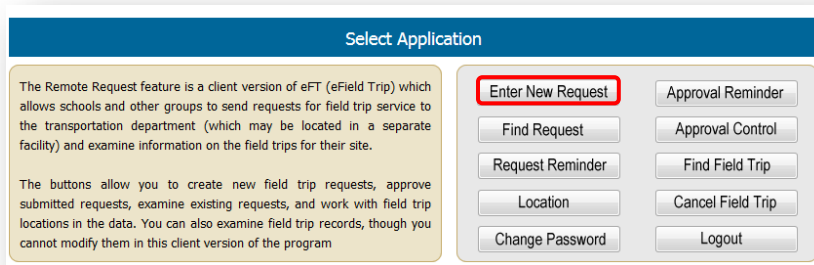 Select Application
The Remote Request feature is a client version of eFT (eField Trip) which
allows schools and other groups to send requests for field trip service to
the transportation department (which may be located in a separate
facility) and examine information on the field trips for their site.
The buttons allow you to create new field trip requests, approve
submitted requests, examine existing requests, and work with field trip
locations in the data. You can also examine field trip records, though you
cannot modify them in this client version of the program
Enter New Request
Approval Reminder
Find Request
Approval Control
Request Reminder
Find Field Trip
Location
Cancel Field Trip
Change Password
Logout